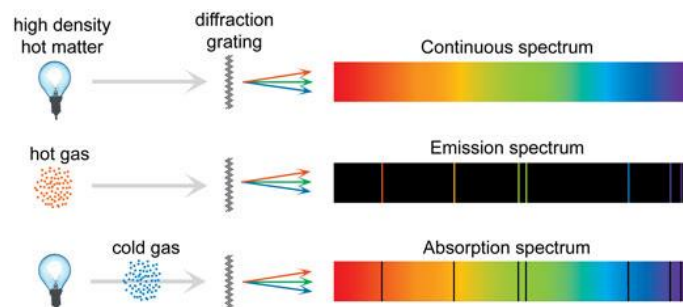 high density
hot matter
diffraction
grating
Continuous spectrum
hot gas
Emission spectrum
cold gas
Absorption spectrum